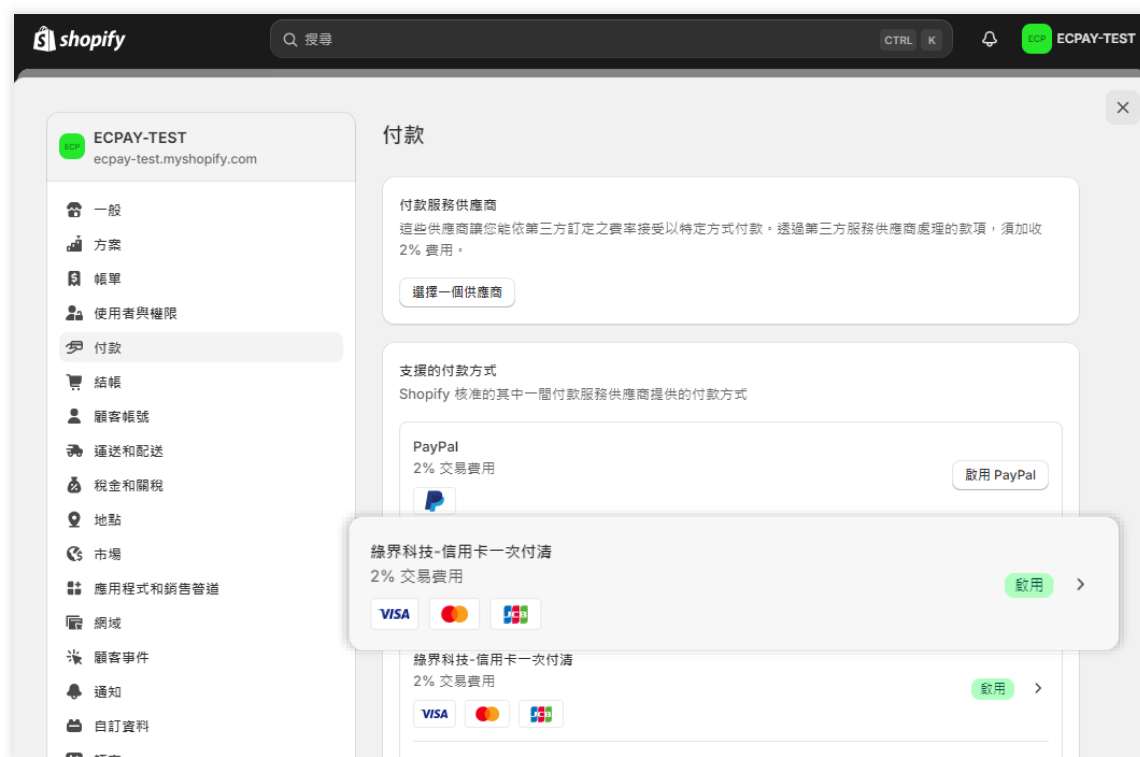 shopify
搜尋
CTRL K
ECP
ECPAY-TEST
ECP
ECPAY-TEST
ecpay-test.myshopify.com
一般
方案
帳單
使用者與權限
付款
結帳
顧客帳號
運送和配送
稅金和關稅
地點
市場
應用程式和銷售管道
網域
顧客事件
通知
自訂資料
付款
付款服務供應商
這些供應商讓您能依第三方訂定之費率接受以特定方式付款。透過第三方服務供應商處理的款項，須加收
2% 費用。
選擇一個供應商
支援的付款方式
Shopify 核准的其中一間付款服務供應商提供的付款方式
PayPal
2% 交易費用
啟用 PayPal
綠界科技-信用卡一次付清
2% 交易費用
啟用
VISA
JCB
綠界科技-信用卡一次付清
2% 交易費用
啟用
VISA
JCB